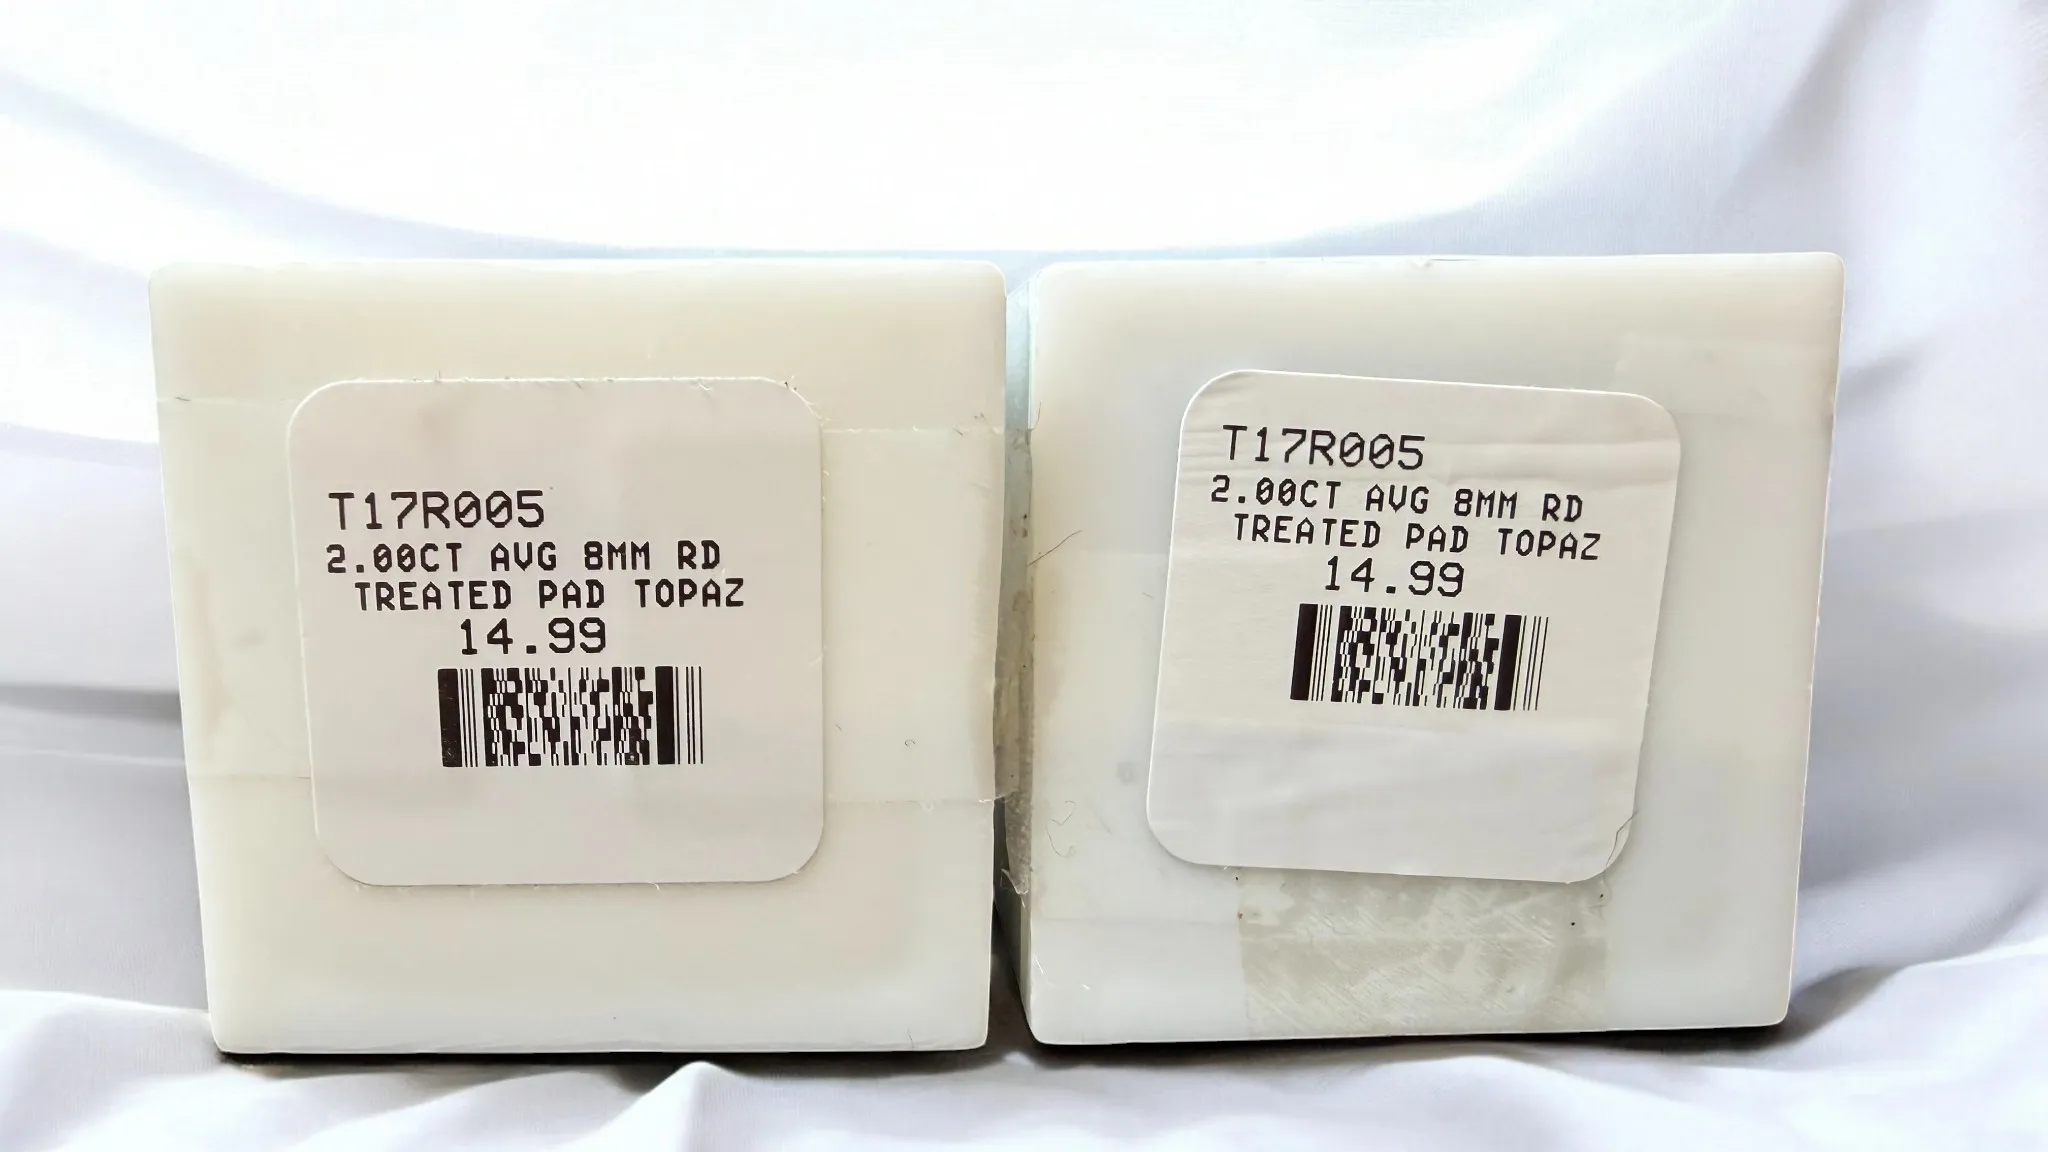 T17R005
2.00CT AVG 8MM RD
TREATED PAD TOPAZ
14.99
T17R005
2.00CT AVG 8MM RD
TREATED PAD TOPAZ
14.99